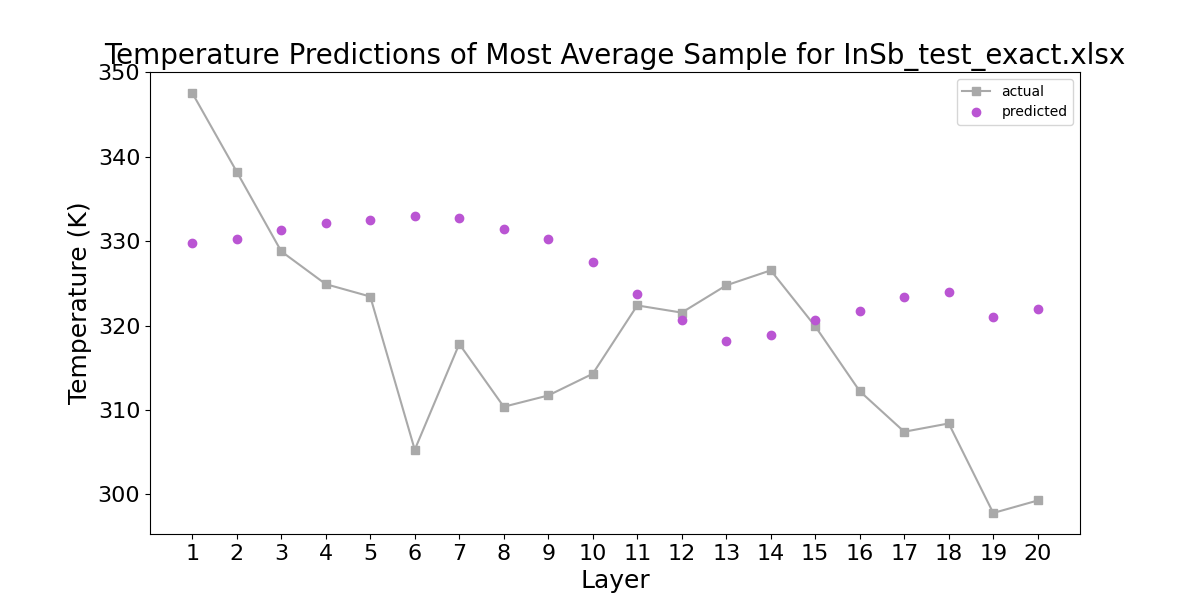 Temperature Predictions of Most Average Sample for InSb_test_exact.xlsx
350
340
330
320
310
300
Temperature (K)
actual
predicted
1 2 3 4 5 6 7 8 9 10 11 12 13 14 15 16 17 18 19 20
Layer